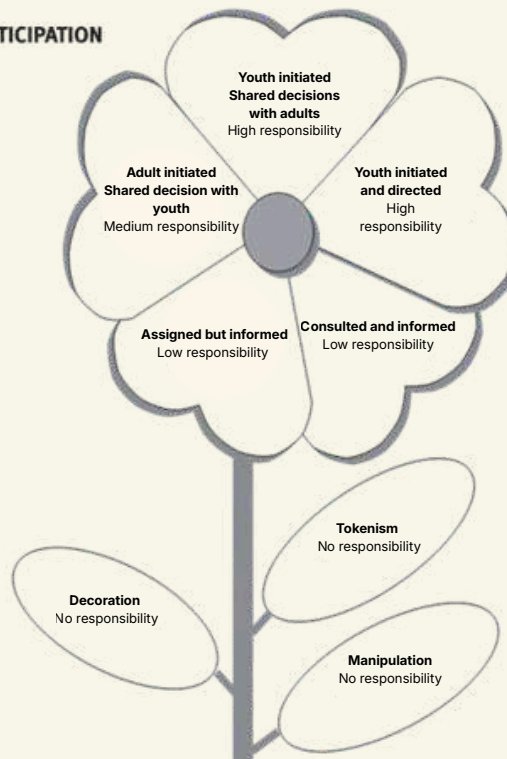 TICIPATION
Youth initiated
Shared decisions
with adults
High responsibility
Adult initiated
Shared decision with
youth
Medium responsibility
Youth initiated
and directed
High
responsibility
Assigned but informed
Low responsibility
Consulted and informed
Low responsibility
Tokenism
No responsibility
Decoration
No responsibility
Manipulation
No responsibility